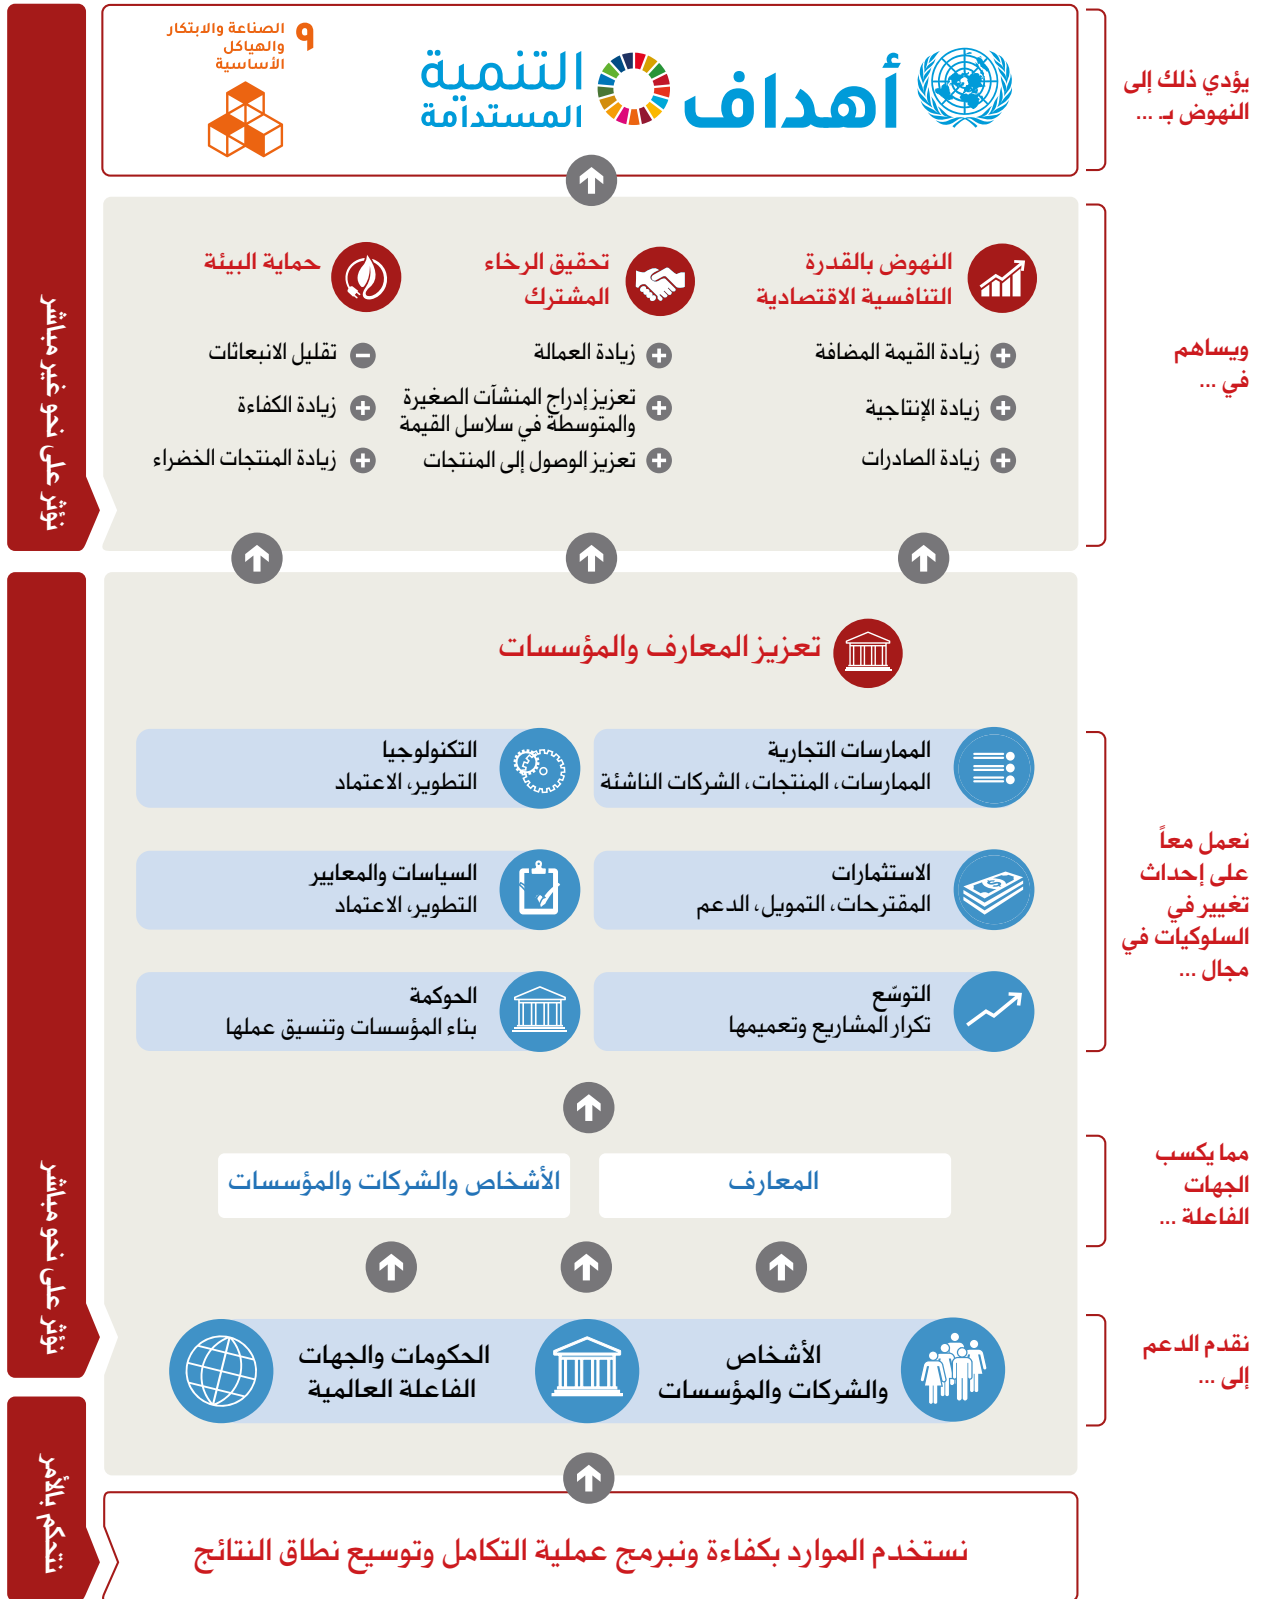 يؤدي ذلك إلى
النهوض بـ ...
أهداف
التنمية
المستدامة
٩
الصناعة والابتكار
والهياكل
الأساسية
ويساهم
في ...
النهوض بالقدرة
التنافسية الاقتصادية
زيادة القيمة المضافة
زيادة الإنتاجية
زيادة الصادرات
تحقيق الرخاء
المشترك
زيادة العمالة
تعزيز إدراج المنشآت الصغيرة
والمتوسطة في سلاسل القيمة
تعزيز الوصول إلى المنتجات
حماية البيئة
تقليل الانبعاثات
زيادة الكفاءة
زيادة المنتجات الخضراء
نؤثر على نحو غير مباشر
تعزيز المعارف والمؤسسات
نعمل معاً
على إحداث
تغيير في
السلوكيات في
مجال ...
الممارسات التجارية
الممارسات، المنتجات، الشركات الناشئة
التكنولوجيا
التطوير، الاعتماد
الاستثمارات
المقترحات، التمويل، الدعم
السياسات والمعايير
التطوير، الاعتماد
التوسّع
تكرار المشاريع وتعميمها
الحوكمة
بناء المؤسسات وتنسيق عملها
مما يكسب
الجهات
الفاعلة ...
المعارف
الأشخاص والشركات والمؤسسات
نقدم الدعم
إلى ...
الأشخاص
والشركات والمؤسسات
الحكومات والجهات
الفاعلة العالمية
نؤثر على نحو مباشر
نستخدم الموارد بكفاءة ونبرمج عملية التكامل وتوسيع نطاق النتائج
نتحكم بالأمر